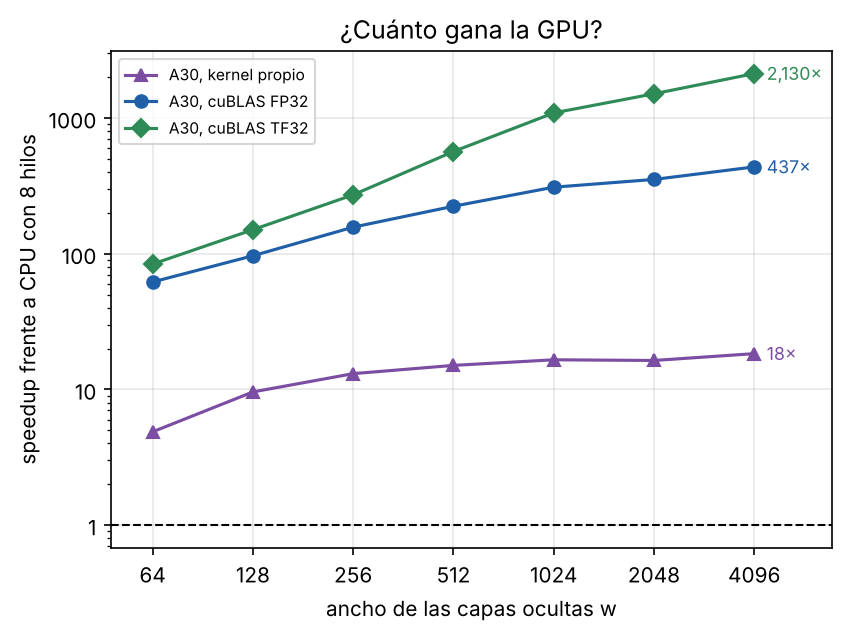 ¿Cuánto gana la GPU?
A30, kernel propio
A30, cuBLAS FP32
A30, cuBLAS TF32
2,130×
437×
18×
speedup frente a CPU con 8 hilos
1000
100
10
1
64 128 256 512 1024 2048 4096
ancho de las capas ocultas w